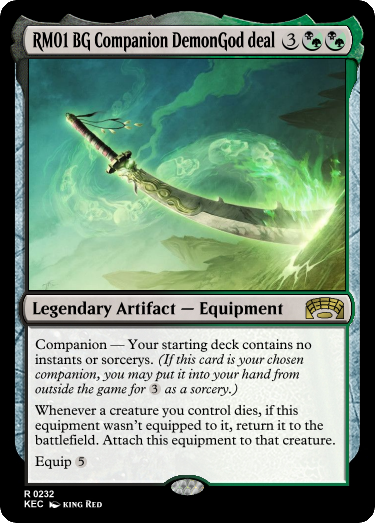 RM01 BG Companion DemonGod deal 3
Legendary Artifact — Equipment
Companion — Your starting deck contains no
instants or sorcerys. (If this card is your chosen
companion, you may put it into your hand from
outside the game for 3 as a sorcery.)
Whenever a creature you control dies, if this
equipment wasn't equipped to it, return it to the
battlefield. Attach this equipment to that creature.
Equip 5
R 0232
KEC KING RED